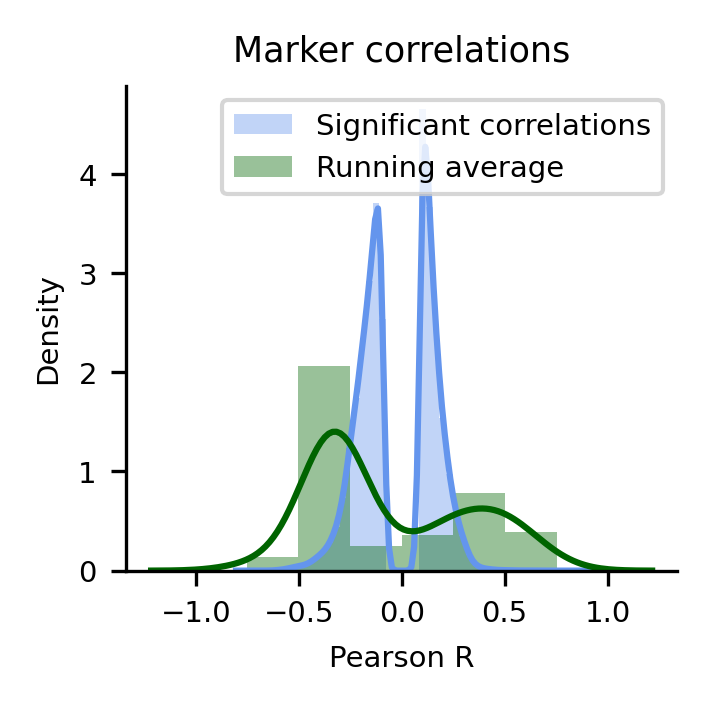 Marker correlations
Significant correlations
Running average
4
3
2
1
0
Density
−1.0
−0.5
0.0
0.5
1.0
Pearson R